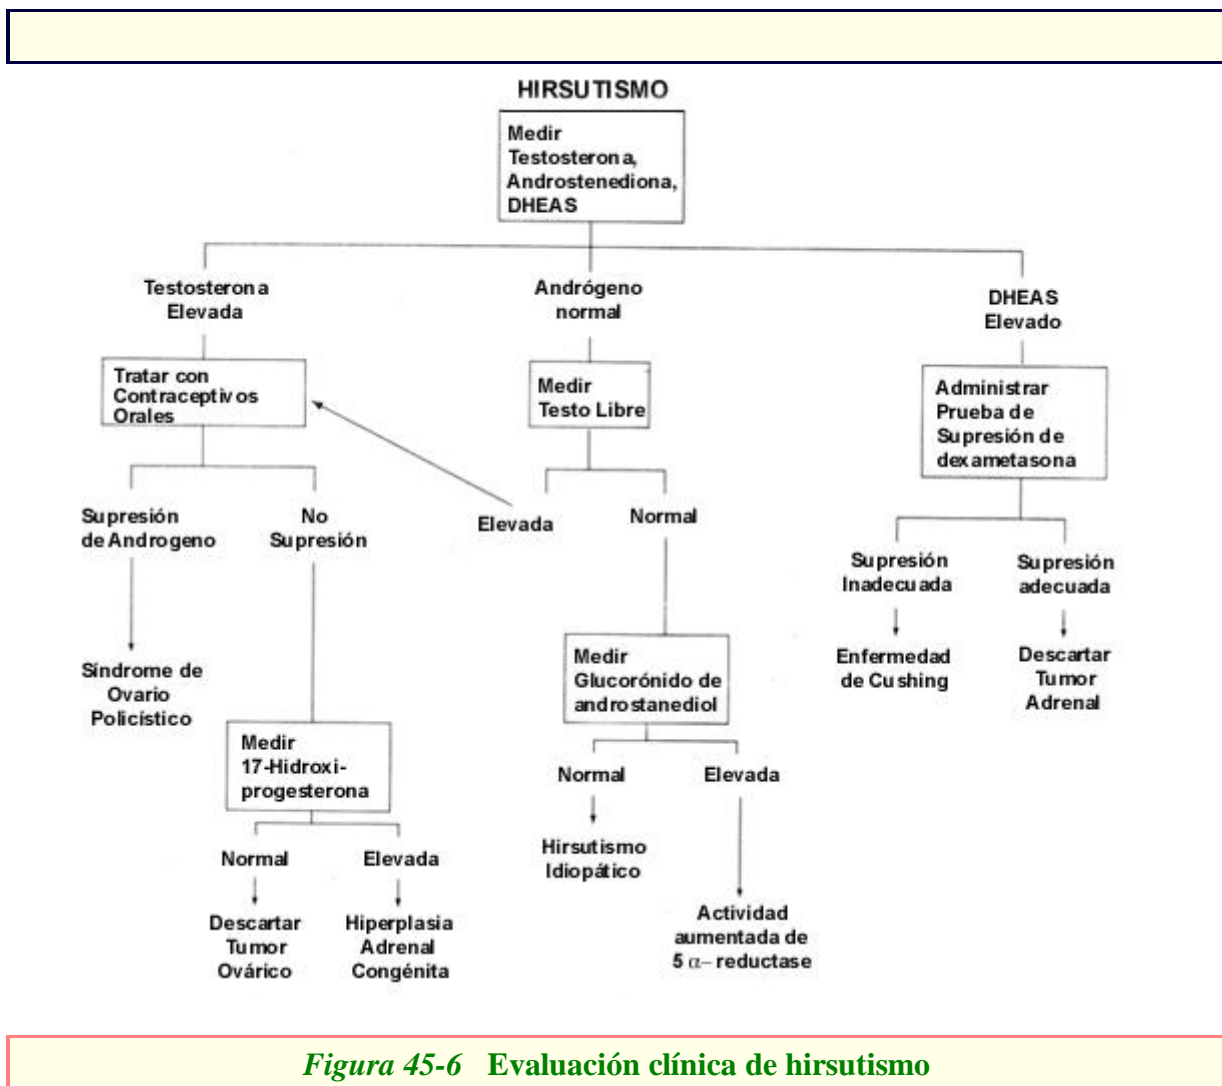 HIRSUTISMO
Medir
Testosterona,
Androstenediona,
DHEAS
Testosterona
Elevada
Andrógeno
normal
DHEAS
Elevado
Tratar con
Contraceptivos
Orales
Medir
Testo Libre
Administrar
Prueba de
Supresión de
dexametasona
Supresión
de Androgeno
No
Supresión
Elevada
Normal
Supresión
Inadecuada
Supresión
adecuada
Síndrome de
Ovario
Policístico
Medir
Glucorónido de
androstanediol
Enfermedad
de Cushing
Descartar
Tumor
Adrenal
Medir
17-Hidroxi-
progesterona
Normal
Elevada
Normal
Elevada
Hirsutismo
Idiopático
Descartar
Tumor
Ovárico
Hiperplasia
Adrenal
Congénita
Actividad
aumentada de
5 α– reductase
Figura 45-6 Evaluación clínica de hirsutismo